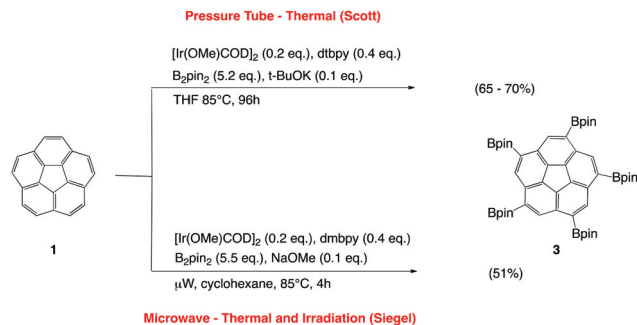 Pressure Tube - Thermal (Scott)
[Ir(OMe)COD]2 (0.2 eq.), dtbpy (0.4 eq.)
B2pin2 (5.2 eq.), t-BuOK (0.1 eq.)
THF 85°C, 96h
(65 - 70%)
Bpin
Bpin
Bpin
Bpin
Bpin
1
3
[Ir(OMe)COD]2 (0.2 eq.), dmbpy (0.4 eq.)
B2pin2 (5.5 eq.), NaOMe (0.1 eq.)
µW, cyclohexane, 85°C, 4h
(51%)
Microwave - Thermal and Irradiation (Siegel)